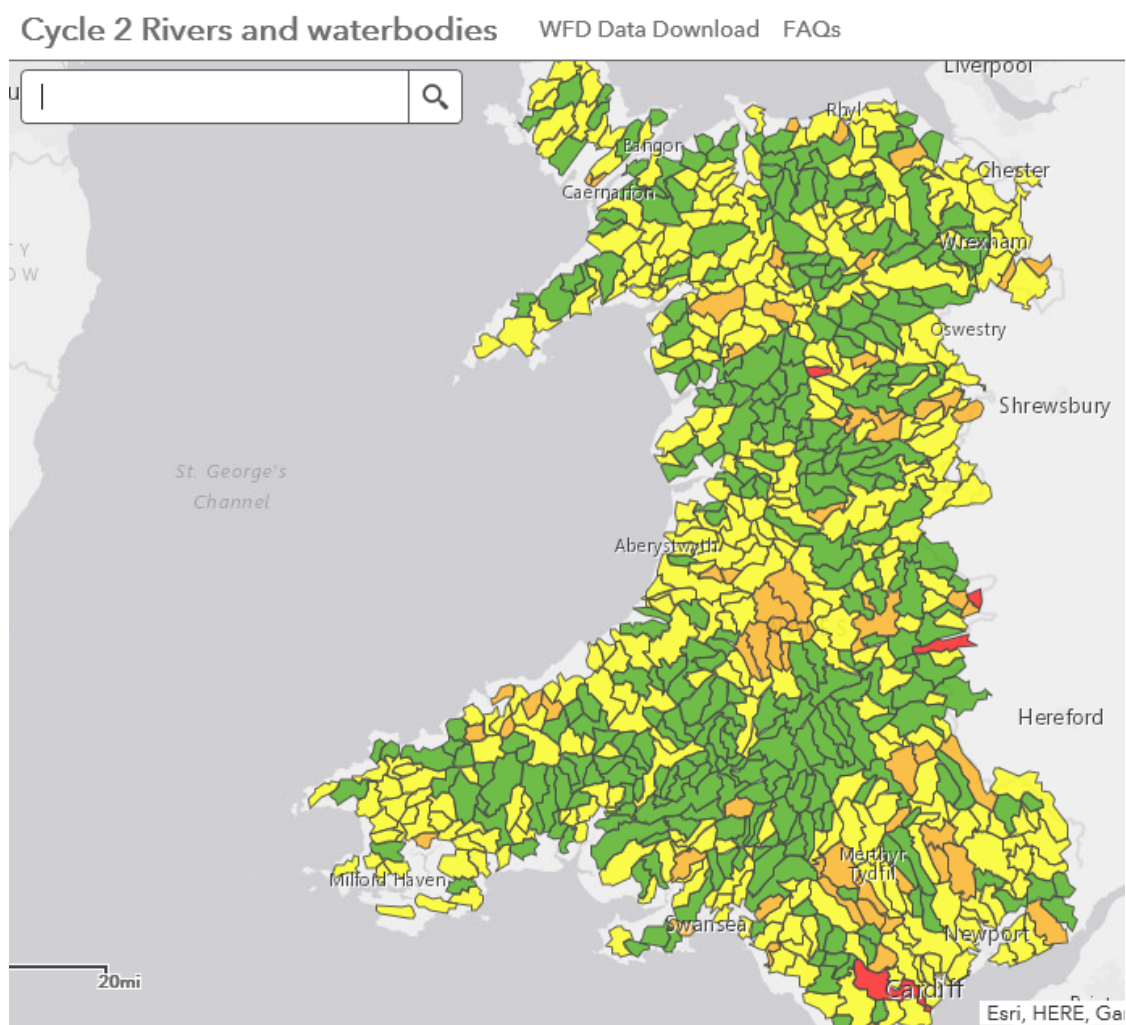 Cycle 2 Rivers and waterbodies WFD Data Download FAQs
Liverpool
Rhyl
Bangor
Chester
Caernarfon
Wrexham
Oswestry
Shrewsbury
St. George's
Channel
Aberystwyth
Hereford
Merthyr
Tydfil
Milford Haven
Swansea
Newport
20mi
Cardiff
Esri, HERE, Gar